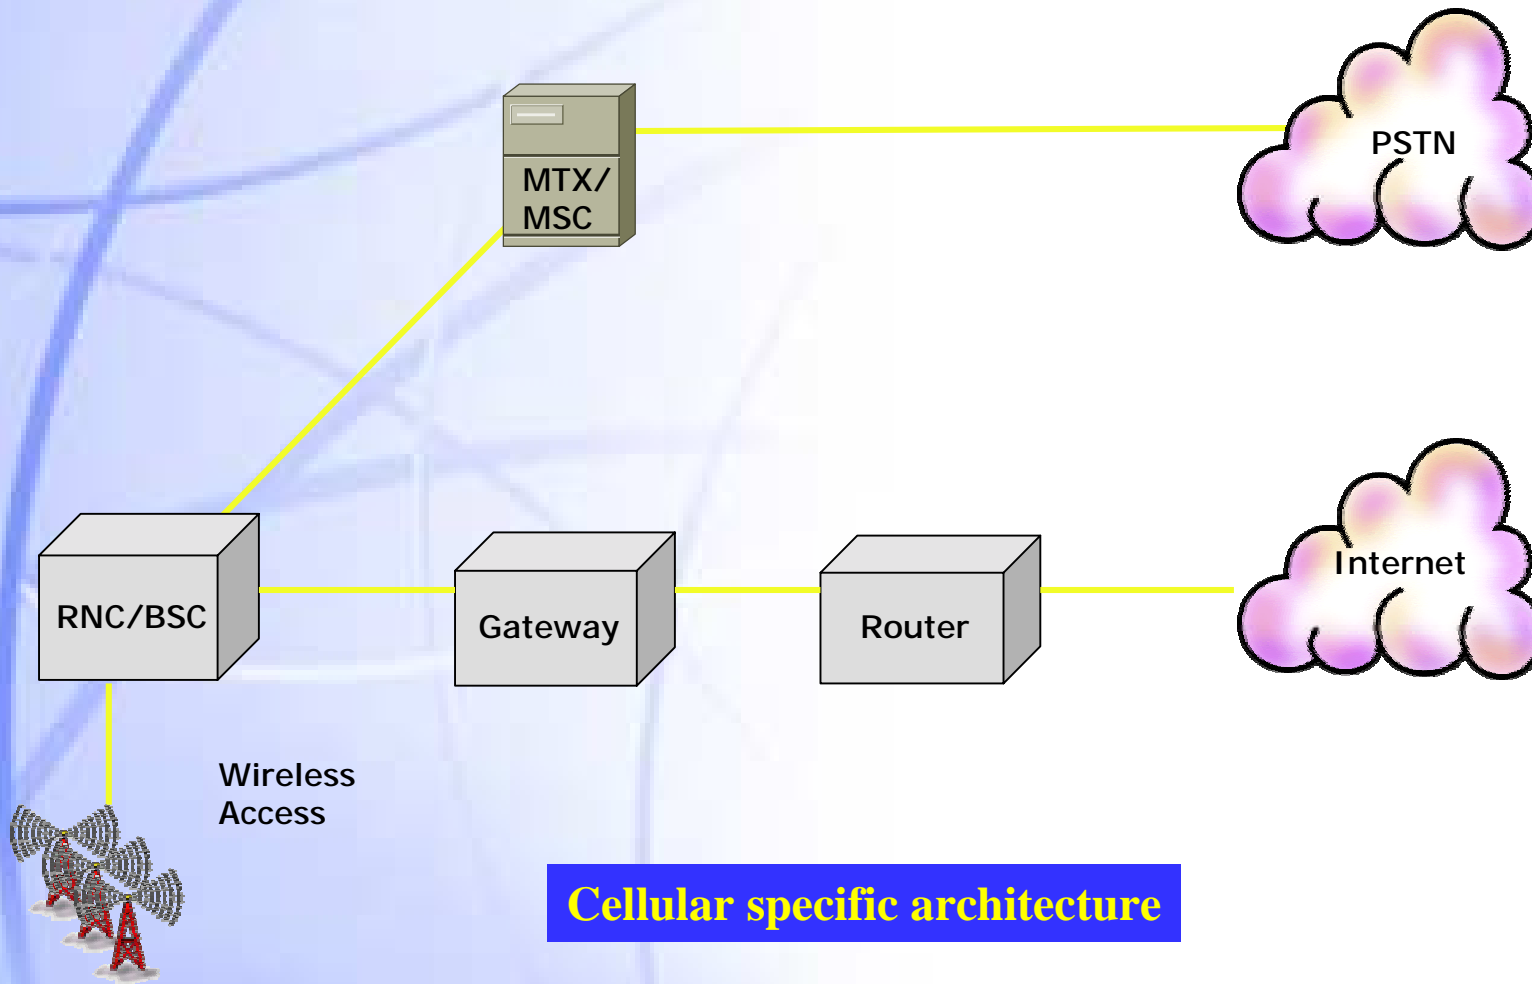 MTX/
MSC
PSTN
Internet
RNC/BSC
Gateway
Router
Wireless
Access
Cellular specific architecture